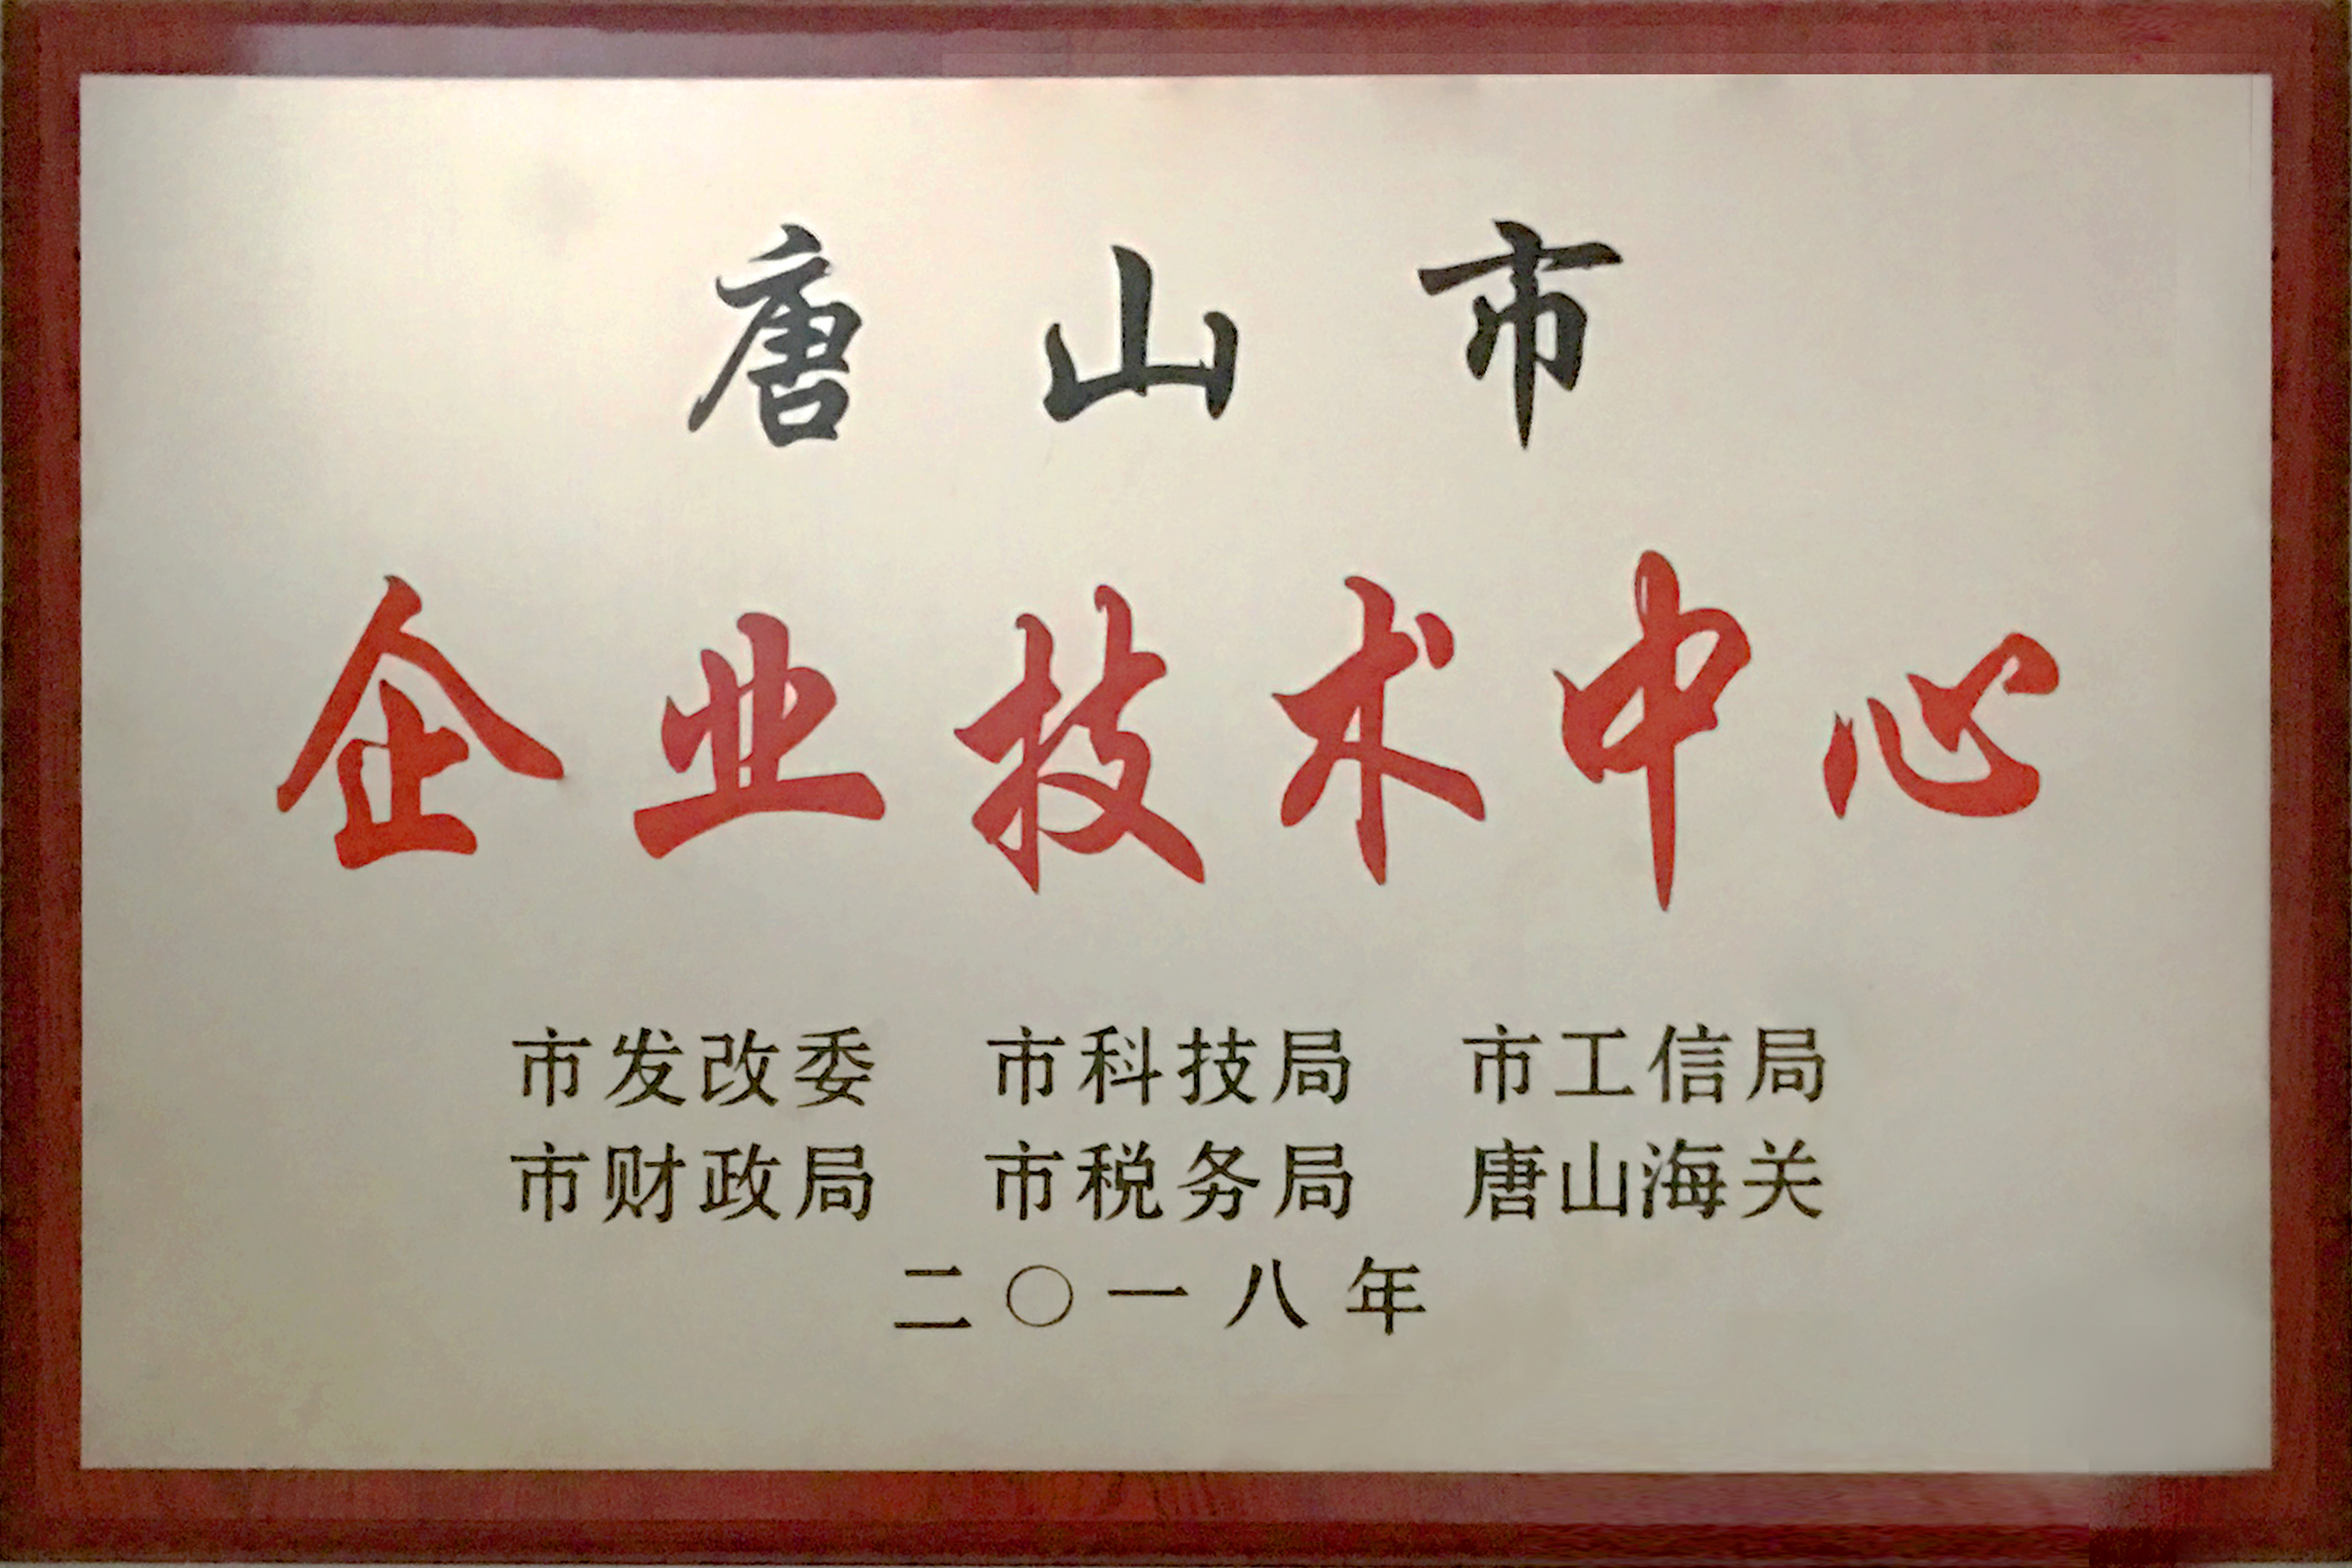 唐山市
企业技术中心
市发改委 市科技局 市工信局
市财政局 市税务局 唐山海关
二〇一八年